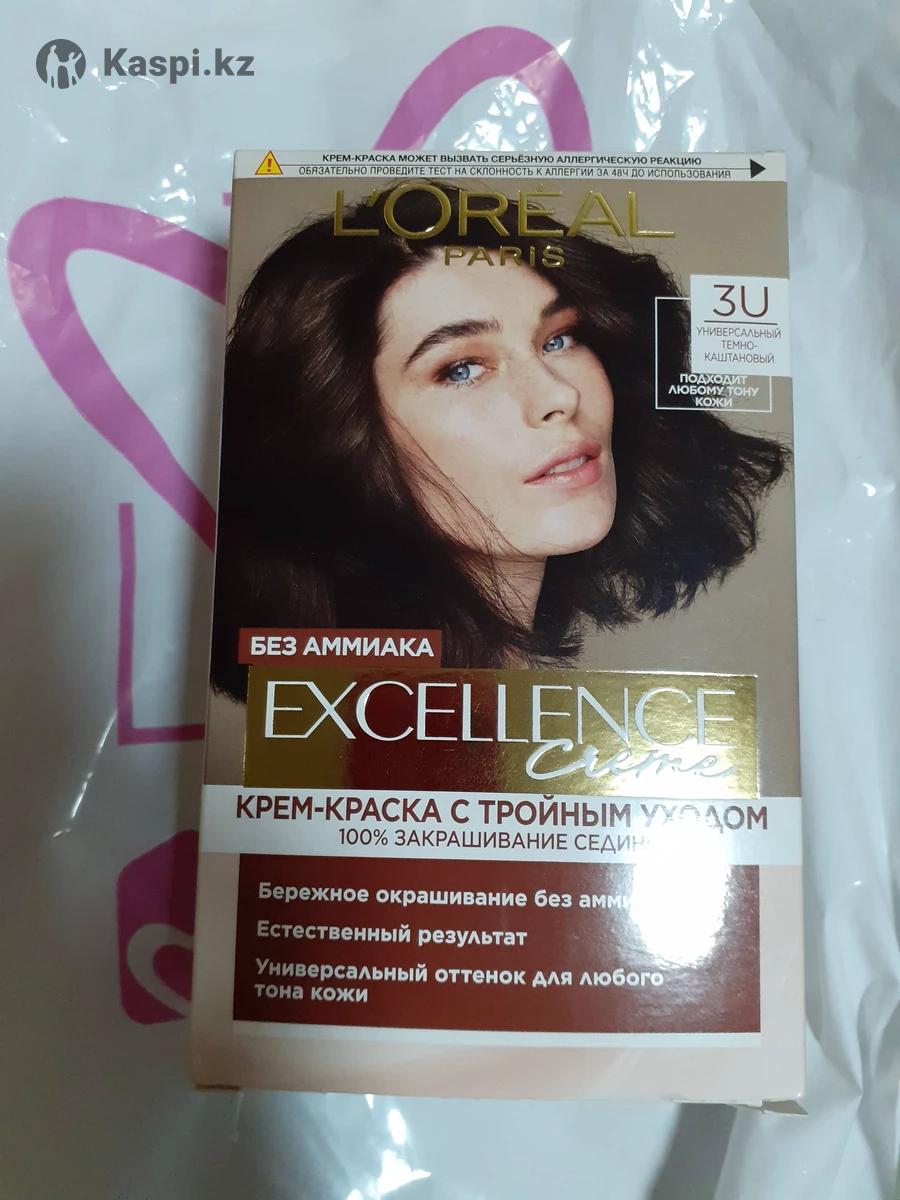 Kaspi.kz
КРЕМ-КРАСКА МОЖЕТ ВЫЗВАТЬ СЕРЬЁЗНУЮ АЛЛЕРГИЧЕСКУЮ РЕАКЦИЮ
ОБЯЗАТЕЛЬНО ПРОВЕДИТЕ ТЕСТ НА СКЛОННОСТЬ К АЛЛЕРГИИ ЗА 48Ч ДО ИСПОЛЬЗОВАНИЯ
L'ORÉAL
PARIS
3U
УНИВЕРСАЛЬНЫЙ
ТЕМНО-
КАШТАНОВЫЙ
ПОДХОДИТ
ЛЮБОМУ ТОНУ
КОЖИ
БЕЗ АММИАКА
EXCELLENCE
Creme
КРЕМ-КРАСКА С ТРОЙНЫМ УХОДОМ
100% ЗАКРАШИВАНИЕ
Бережное окрашивание без
Естественный результат
Универсальный оттенок для любого
тона кожи